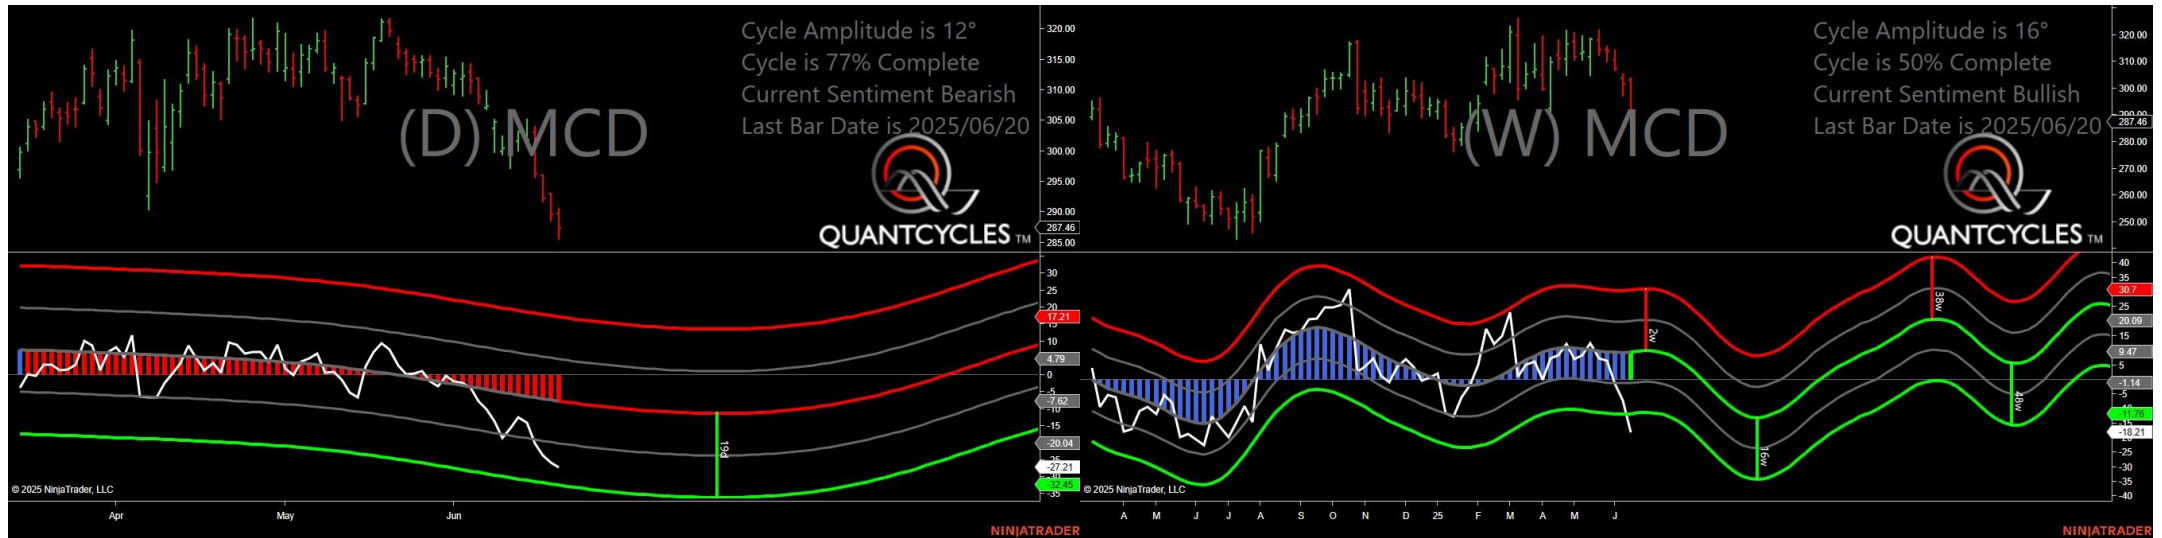 Cycle Amplitude is 12°
Cycle is 77% Complete
Current Sentiment Bearish
Last Bar Date is 2025/06/20
(D) MCD
QUANTCYCLES TM
320.00
315.00
310.00
305.00
300.00
295.00
290.00
287.46
285.00
30
25
20
17.21
15
10
4.79
0
-5
-7.62
-10
-15
-20.04
-27.21
-32.45
-35
19d
© 2025 NinjaTrader, LLC
Apr
May
Jun
NINJATRADER
Cycle Amplitude is 16°
Cycle is 50% Complete
Current Sentiment Bullish
Last Bar Date is 2025/06/20
(W) MCD
QUANTCYCLES TM
320.00
310.00
300.00
290.00
287.46
280.00
270.00
260.00
250.00
40
35
30.7
25
20.09
15
9.47
5
-1.14
-5
-11.76
-15
-18.21
-25
-30
-35
-40
2w
16w
38w
48w
© 2025 NinjaTrader, LLC
A
M
J
J
A
S
O
N
D
25
F
M
A
M
J
NINJATRADER